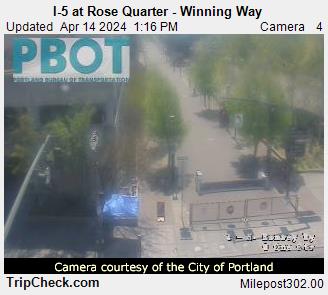 I-5 at Rose Quarter - Winning Way
Updated Apr 14 2024 1:16 PM Camera 4
PBOT
PORTLAND BUREAU OF TRANSPORTATION
Camera courtesy of the City of Portland
TripCheck.com Milepost302.00